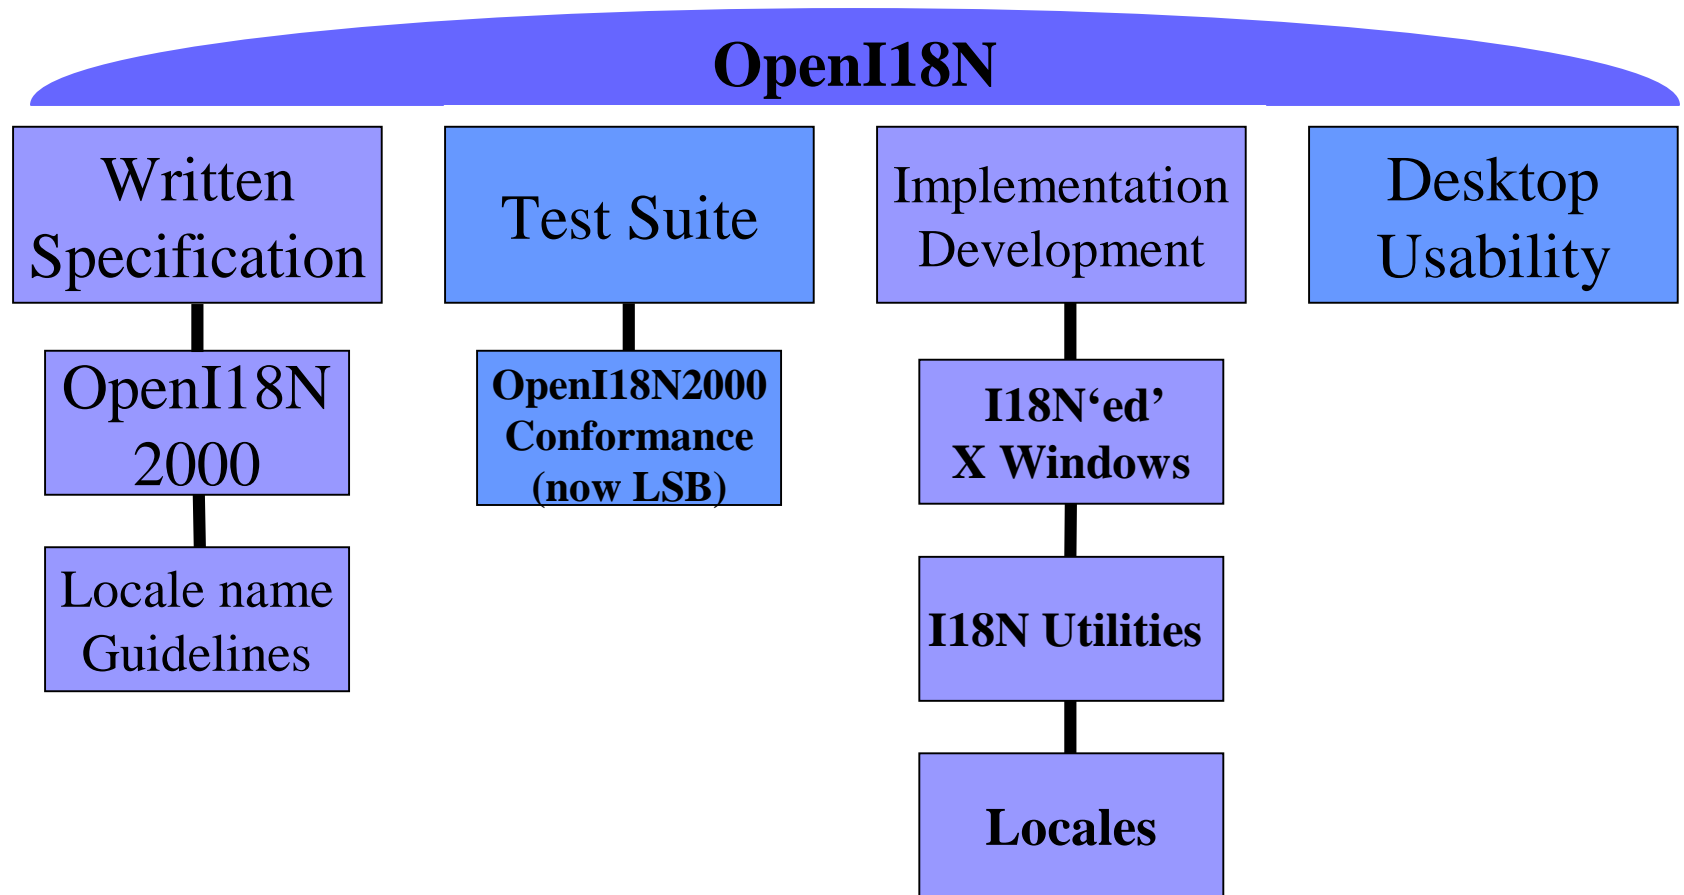 OpenI18N
Written
Specification
OpenI18N
2000
Locale name
Guidelines
Test Suite
OpenI18N2000
Conformance
(now LSB)
Implementation
Development
I18N‘ed’
X Windows
I18N Utilities
Locales
Desktop
Usability